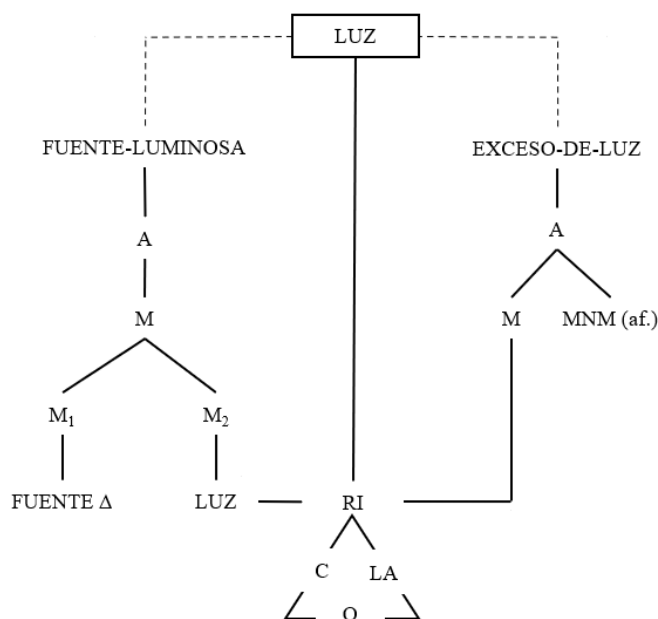 LUZ
FUENTE-LUMINOSA
EXCESO-DE-LUZ
A
A
M
M
MNM (af.)
M₁
M₂
FUENTE Δ
LUZ
RI
C
LA
O